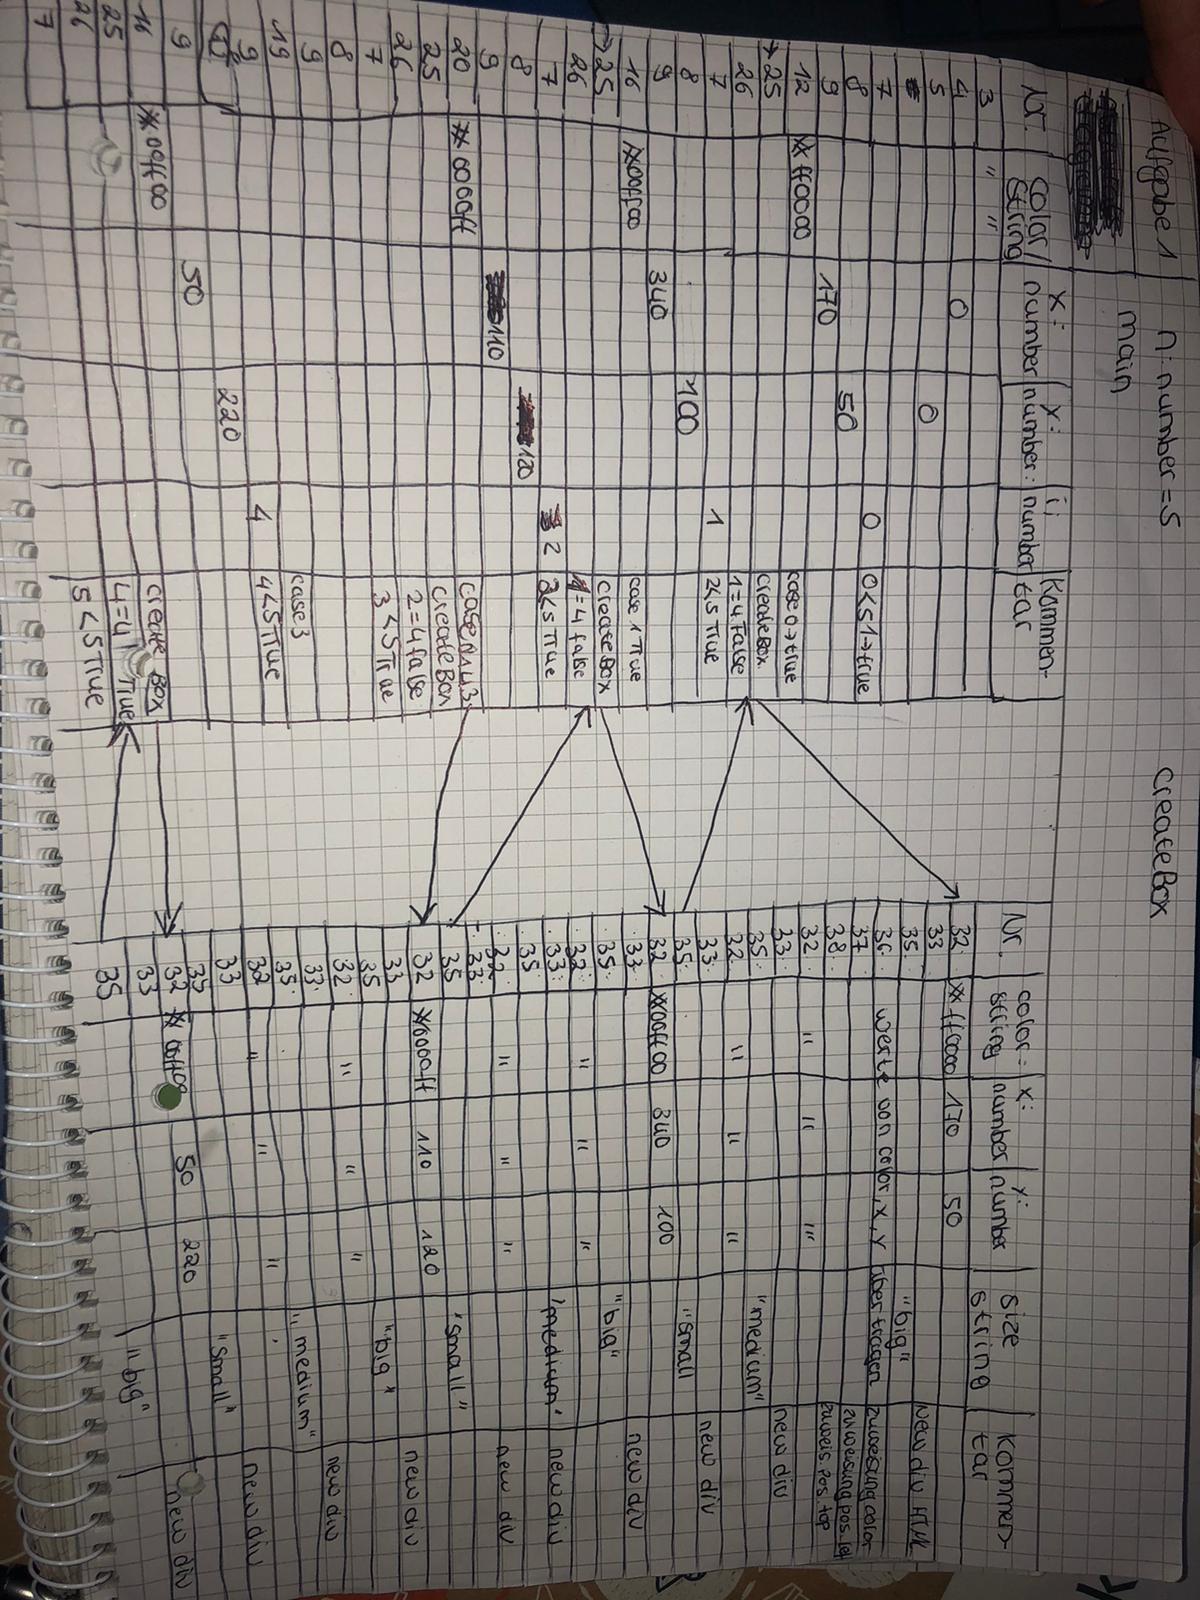 Aufgabe 1 n: number = 5 createBox
main
Nr. color/string x: number y: number: i: number Kommen-tar
3 " "
4 0
5 0
7 0 0<51→true
8 50
9 170
12 #ff0000 case 0→true
→25 createBox
26 1=4 False
7 1 2<5 True
8 100
9 340
16 #00ff00 case 1 True
→25 createBox
26 1=4 false
7 2 2<5 True
8 120
9 110
20 #0000ff case
25 createBox
26 2=4 false
7 3<5 True
8
9
19 case 3
9 4 4<5 True
220
9 50
16 #00ff00 create Box
25 4=4 True
26 5<5 True
7
Nr. color: string x: number y: number size string Kommen-tar
32 #ff0000 170 50
33 new div HTML
35 "big"
36 werte von color, x, y übertragen zuweisung color
37 zuweisung pos.lef
38 zuweis. pos. top
32 " " "
33 new div
35 "medium"
32 " " "
33 new div
35 "small
32 #00ff00 340 100
33 new div
35 "big"
32 " " "
33 "medium" new div
35
32 " " " new div
33
35 "small"
32 #0000ff 110 120
33 new div
35 "big"
32 " " "
33 new div
35 "medium"
32 " " "
33 new div
35 "small"
32 #00ff00 50 220
33 new div
35 "big"